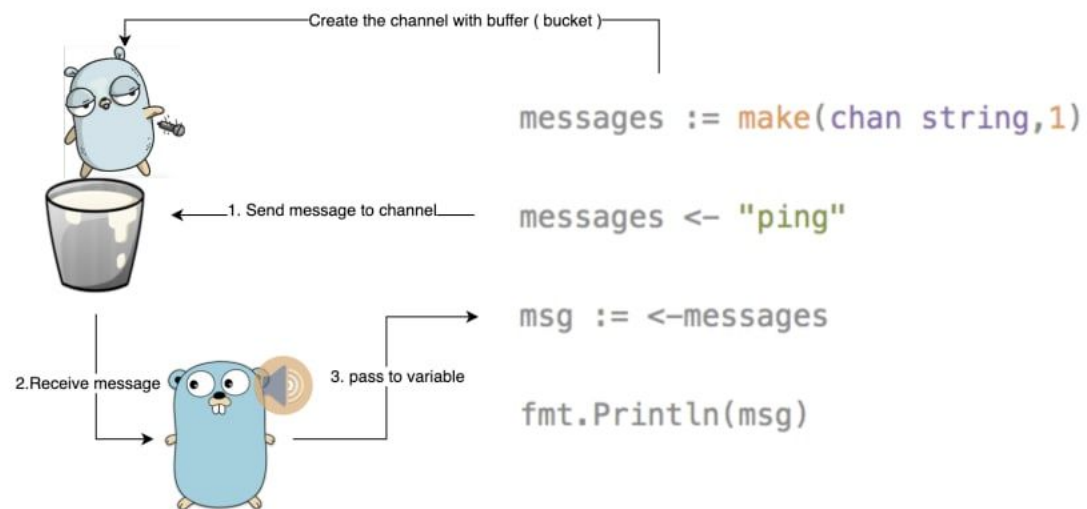 Create the channel with buffer ( bucket )
messages := make(chan string,1)
1. Send message to channel
messages <- "ping"
msg := <-messages
2.Receive message
3. pass to variable
fmt.Println(msg)